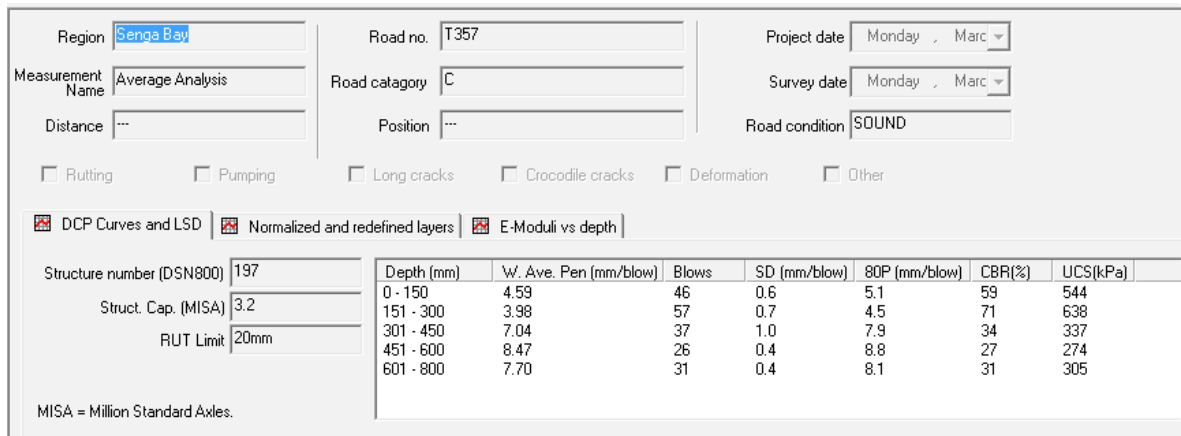 Region Senga Bay Road no. T357 Project date Monday , Marc
Measurement Name Average Analysis Road catagory C Survey date Monday , Marc
Distance --- Position --- Road condition SOUND
Rutting Pumping Long cracks Crocodile cracks Deformation Other
DCP Curves and LSD Normalized and redefined layers E-Moduli vs depth
Structure number (DSN800) 197
Struct. Cap. (MISA) 3.2
RUT Limit 20mm
MISA = Million Standard Axles.
Depth (mm) W. Ave. Pen (mm/blow) Blows SD (mm/blow) 80P (mm/blow) CBR(%) UCS(kPa)
0 - 150 4.59 46 0.6 5.1 59 544
151 - 300 3.98 57 0.7 4.5 71 638
301 - 450 7.04 37 1.0 7.9 34 337
451 - 600 8.47 26 0.4 8.8 27 274
601 - 800 7.70 31 0.4 8.1 31 305